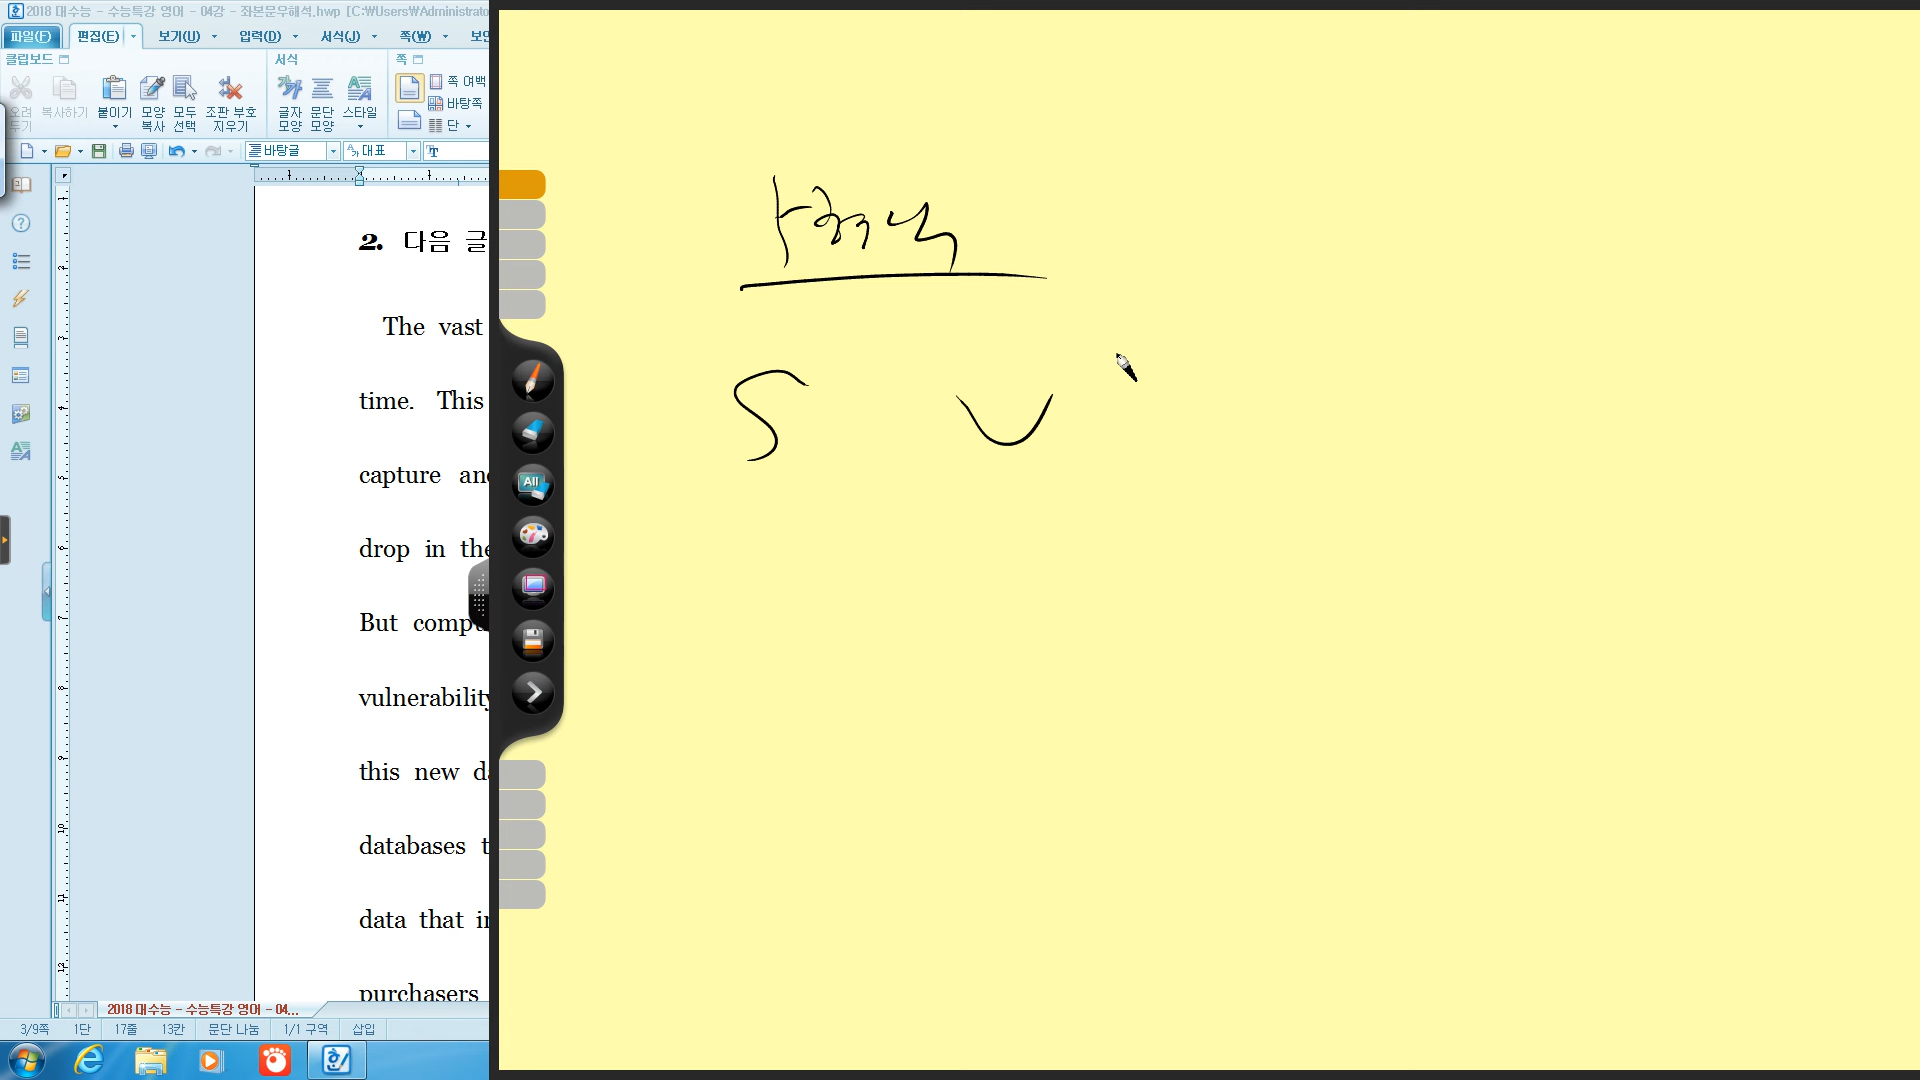 2018 대수능 - 수능특강 영어 - 04강 - 좌본문우해석.hwp [C:\Users\Administrato
파일(F) 편집(E) 보기(U) 입력(D) 서식(J) 쪽(W) 보안
클립보드 서식 쪽
오려 두기 복사하기 붙이기 모양 복사 모두 선택 조판 부호 지우기 글자 모양 문단 모양 스타일 쪽 여백 바탕쪽 단
바탕글 대표
2. 다음 글
The vast
time. This
capture and
drop in the
But compu
vulnerability
this new da
databases t
data that in
purchasers
S V
All
2018 대수능 - 수능특강 영어 - 04...
3/9쪽 1단 17줄 13칸 문단 나눔 1/1 구역 삽입